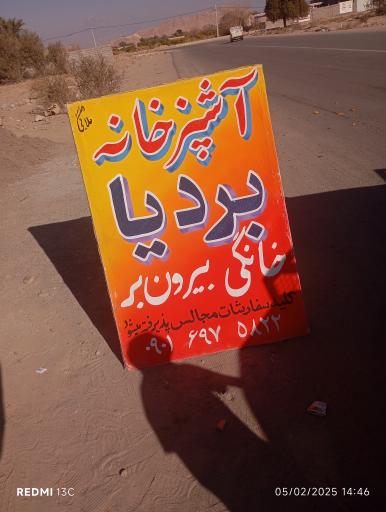 آشپزخانه
بردیا
خانگی بیرون بر
کلیه سفارشات مجالس پذیرفته میشود
۰۹۰۱ ۶۹۷ ۵۸۲۲
REDMI 13C
05/02/2025 14:46